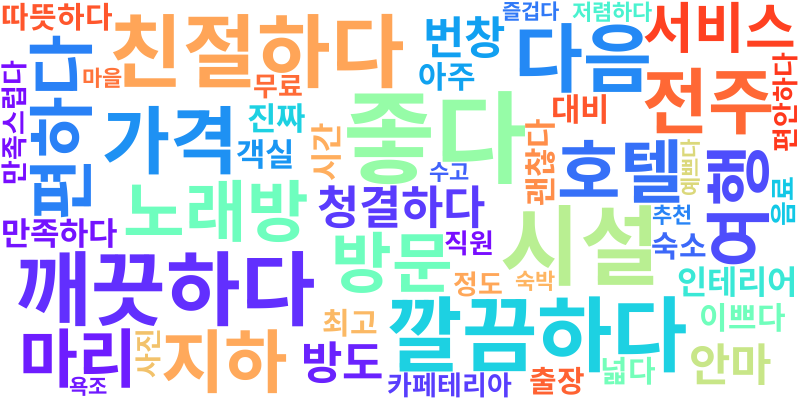 따뜻하다
친절하다
번창
즐겁다
저렴하다
서비스
편하다
마을
무료
아주
다음
전주
만족스럽다
가격
진짜
객실
시간
좋다
대비
편안하다
괜찮다
호텔
예쁘다
여행
음료
노래방
청결하다
수고
추천
만족하다
방문
직원
시설
숙소
깨끗하다
정도
숙박
인테리어
마리
사진
지하
최고
방도
깔끔하다
이쁘다
안마
욕조
카페테리아
출장
넓다